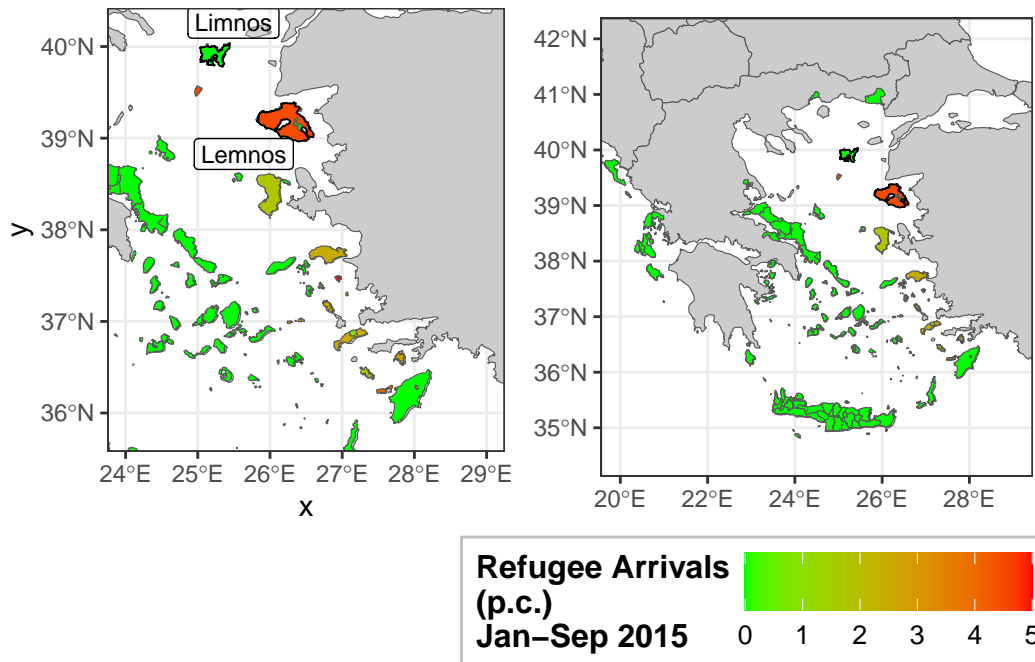 Limnos
Lemnos
40°N
39°N
38°N
37°N
36°N
y
24°E 25°E 26°E 27°E 28°E 29°E
x
42°N
41°N
40°N
39°N
38°N
37°N
36°N
35°N
20°E 22°E 24°E 26°E 28°E
Refugee Arrivals
(p.c.)
Jan−Sep 2015
0 1 2 3 4 5